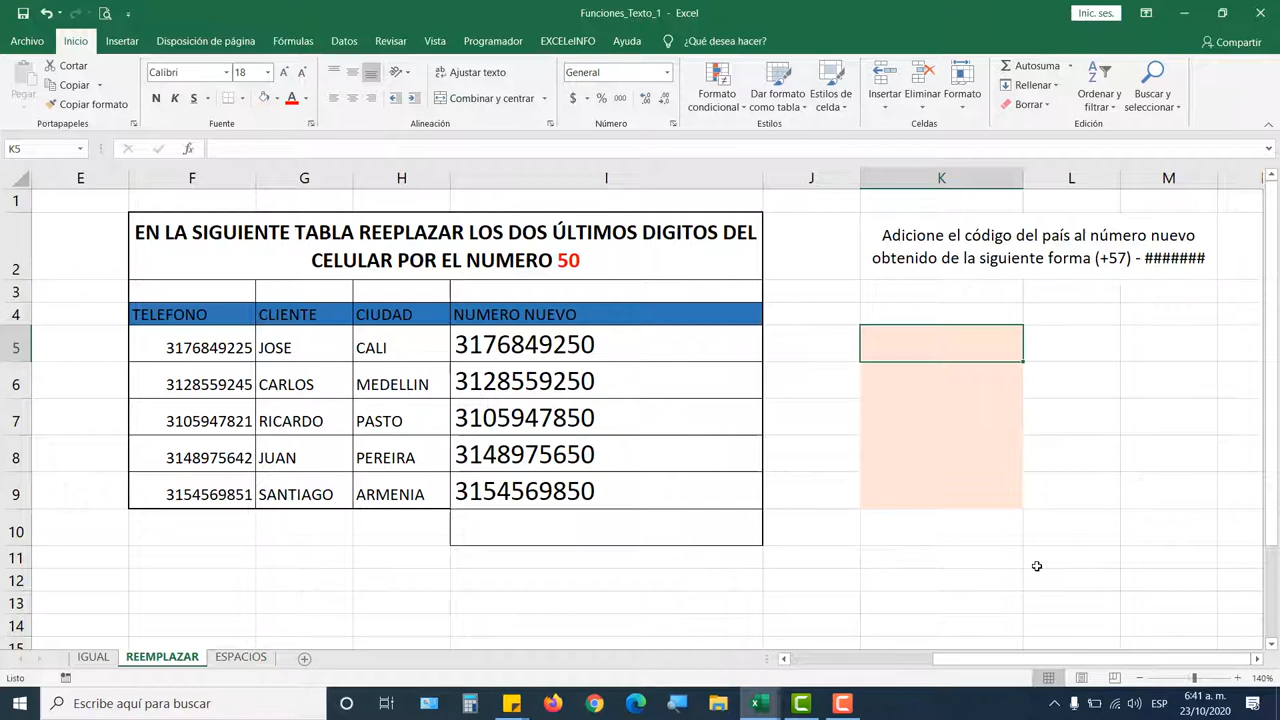 Funciones_Texto_1 - Excel
Inic. ses.
Archivo Inicio Insertar Disposición de página Fórmulas Datos Revisar Vista Programador EXCELeINFO Ayuda ¿Qué desea hacer? Compartir
Pegar
Cortar
Copiar
Copiar formato
Portapapeles
Calibri 18
N K S
Fuente
Ajustar texto
Combinar y centrar
Alineación
General
$ % 000
Número
Formato condicional
Dar formato como tabla
Estilos de celda
Estilos
Insertar Eliminar Formato
Celdas
Autosuma
Rellenar
Borrar
Ordenar y filtrar
Buscar y seleccionar
Edición
K5 fx
E F G H I J K L M
1
2
EN LA SIGUIENTE TABLA REEPLAZAR LOS DOS ÚLTIMOS DIGITOS DEL
CELULAR POR EL NUMERO 50
Adicione el código del país al número nuevo
obtenido de la siguiente forma (+57) - #######
3
4 TELEFONO CLIENTE CIUDAD NUMERO NUEVO
5 3176849225 JOSE CALI 3176849250
6 3128559245 CARLOS MEDELLIN 3128559250
7 3105947821 RICARDO PASTO 3105947850
8 3148975642 JUAN PEREIRA 3148975650
9 3154569851 SANTIAGO ARMENIA 3154569850
10
11
12
13
14
15
IGUAL REEMPLAZAR ESPACIOS
Listo 140%
Escribe aquí para buscar
ESP
6:41 a. m.
23/10/2020